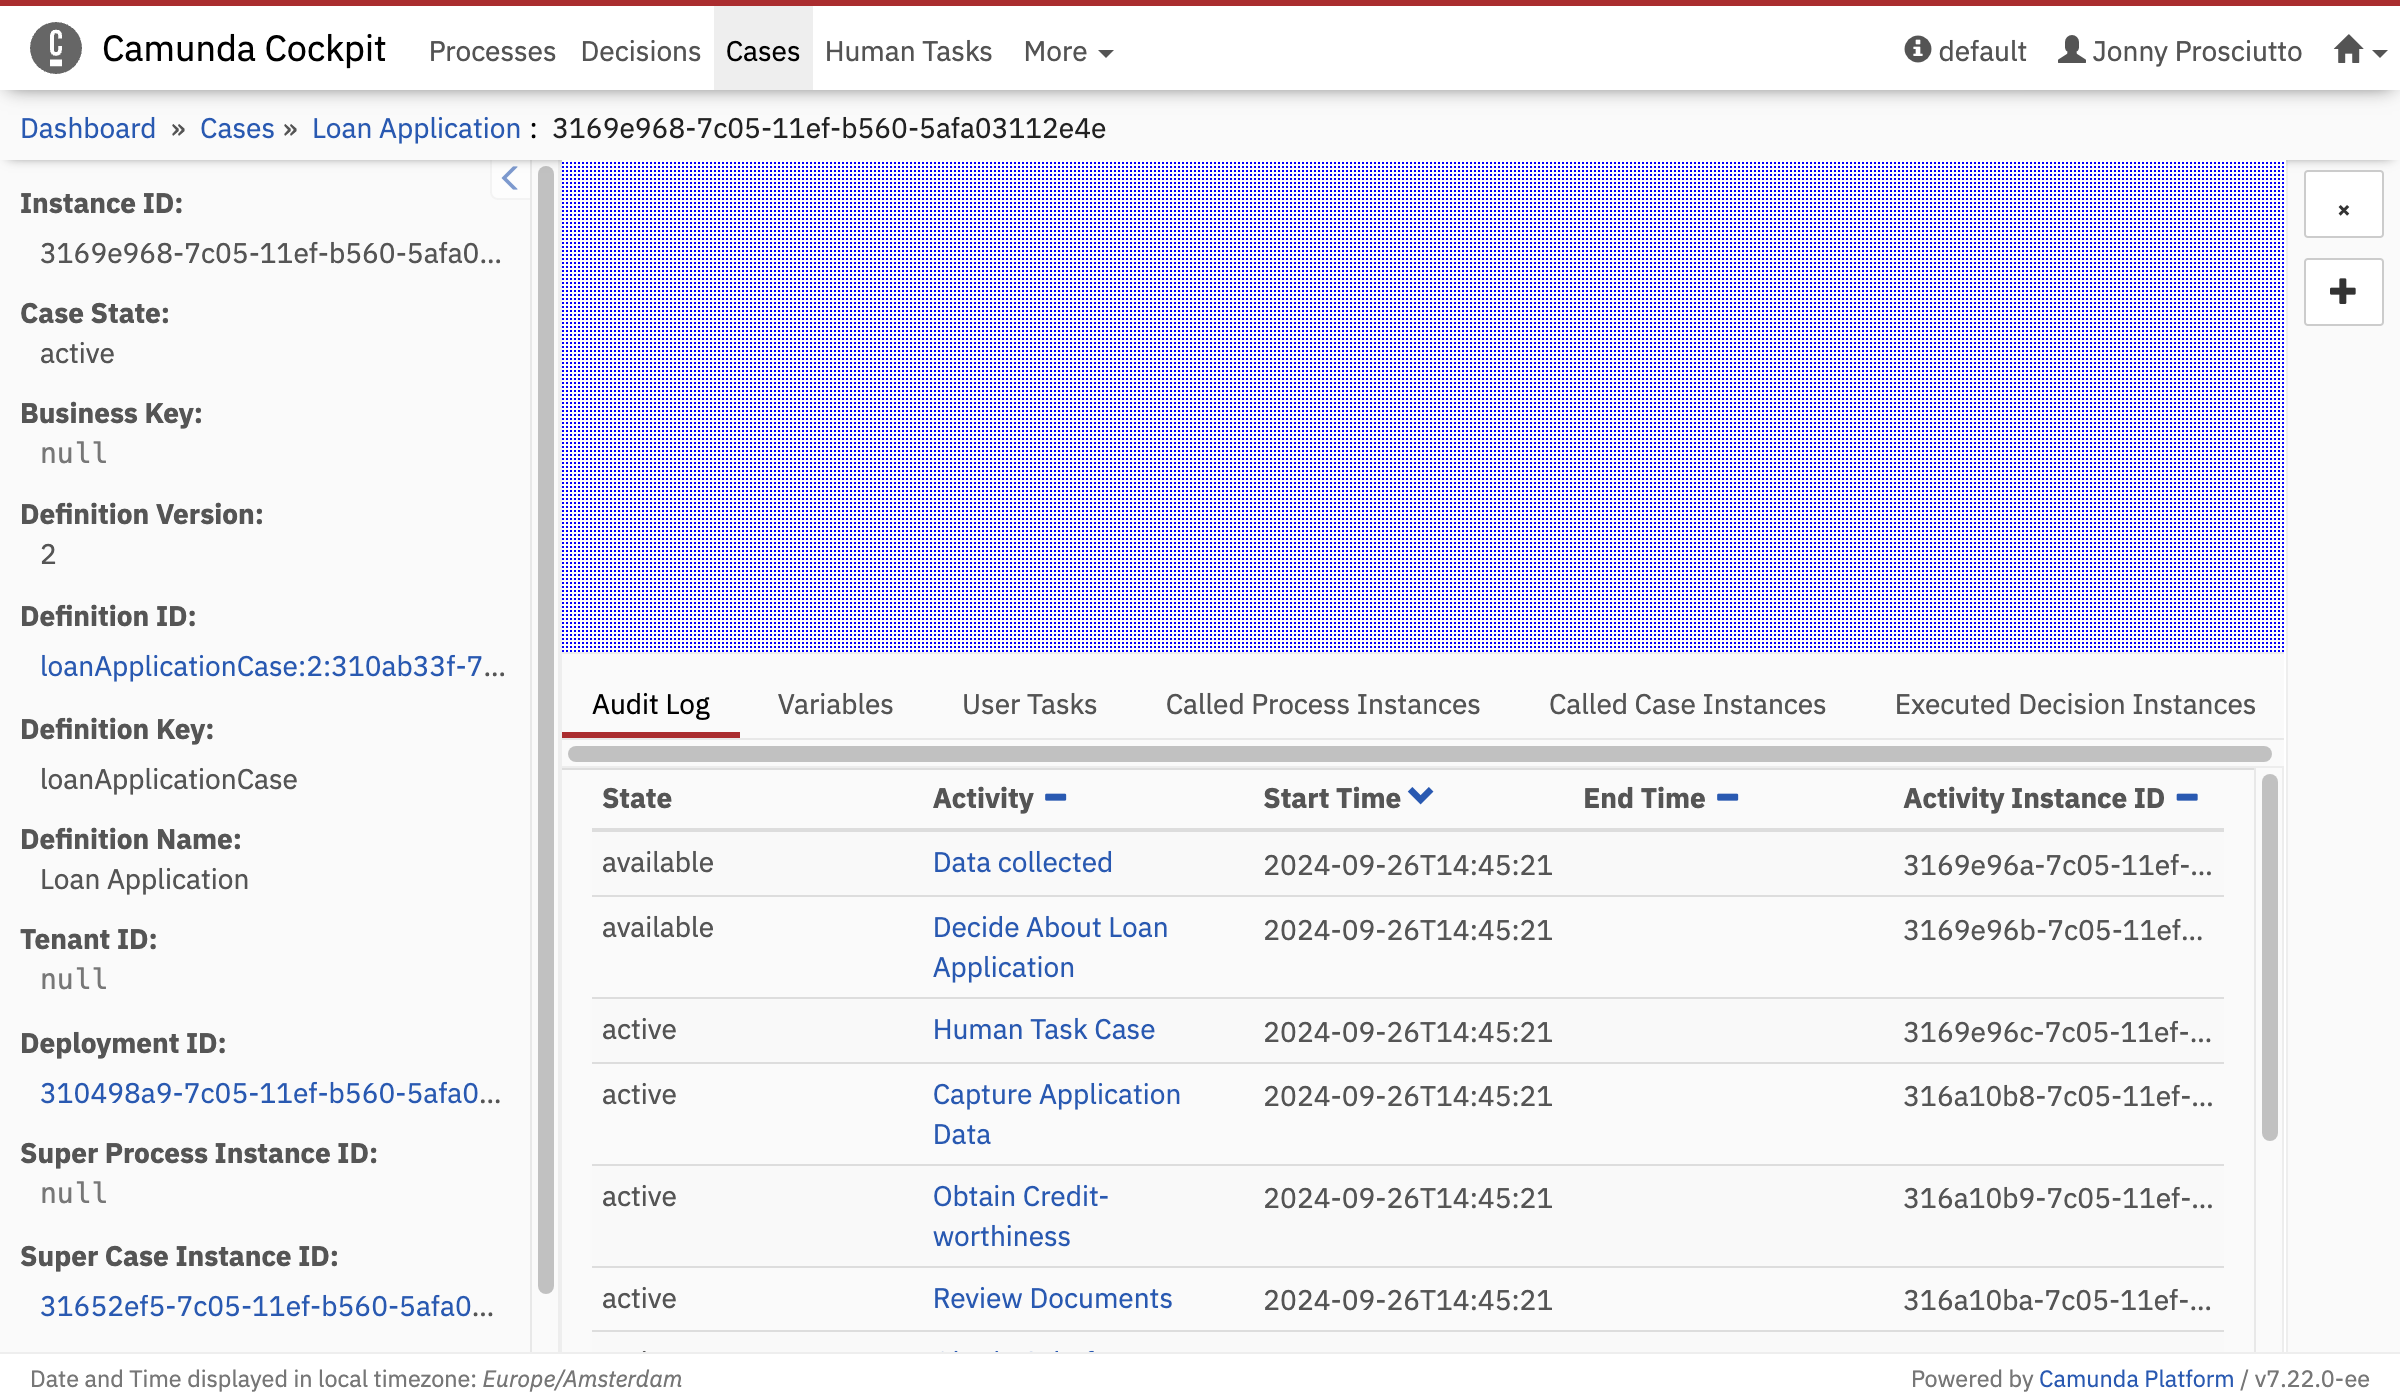 Camunda Cockpit Processes Decisions Cases Human Tasks More default Jonny Prosciutto
Dashboard » Cases » Loan Application : 3169e968-7c05-11ef-b560-5afa03112e4e
Instance ID:
3169e968-7c05-11ef-b560-5afa0...
Case State:
active
Business Key:
null
Definition Version:
2
Definition ID:
loanApplicationCase:2:310ab33f-7...
Definition Key:
loanApplicationCase
Definition Name:
Loan Application
Tenant ID:
null
Deployment ID:
310498a9-7c05-11ef-b560-5afa0...
Super Process Instance ID:
null
Super Case Instance ID:
31652ef5-7c05-11ef-b560-5afa0...
Audit Log Variables User Tasks Called Process Instances Called Case Instances Executed Decision Instances
State Activity Start Time End Time Activity Instance ID
available Data collected 2024-09-26T14:45:21 3169e96a-7c05-11ef-...
available Decide About Loan 2024-09-26T14:45:21 3169e96b-7c05-11ef...
Application
active Human Task Case 2024-09-26T14:45:21 3169e96c-7c05-11ef-...
active Capture Application 2024-09-26T14:45:21 316a10b8-7c05-11ef-...
Data
active Obtain Credit- 2024-09-26T14:45:21 316a10b9-7c05-11ef-...
worthiness
active Review Documents 2024-09-26T14:45:21 316a10ba-7c05-11ef-...
Date and Time displayed in local timezone: Europe/Amsterdam
Powered by Camunda Platform / v7.22.0-ee